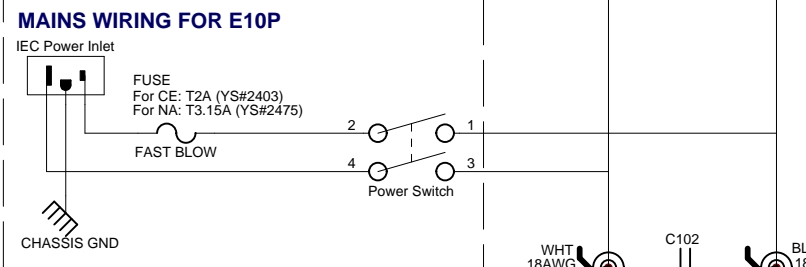 MAINS WIRING FOR E10P
IEC Power Inlet
FUSE
For CE: T2A (YS#2403)
For NA: T3.15A (YS#2475)
FAST BLOW
2
1
4
3
Power Switch
CHASSIS GND
WHT
18AWG
C102